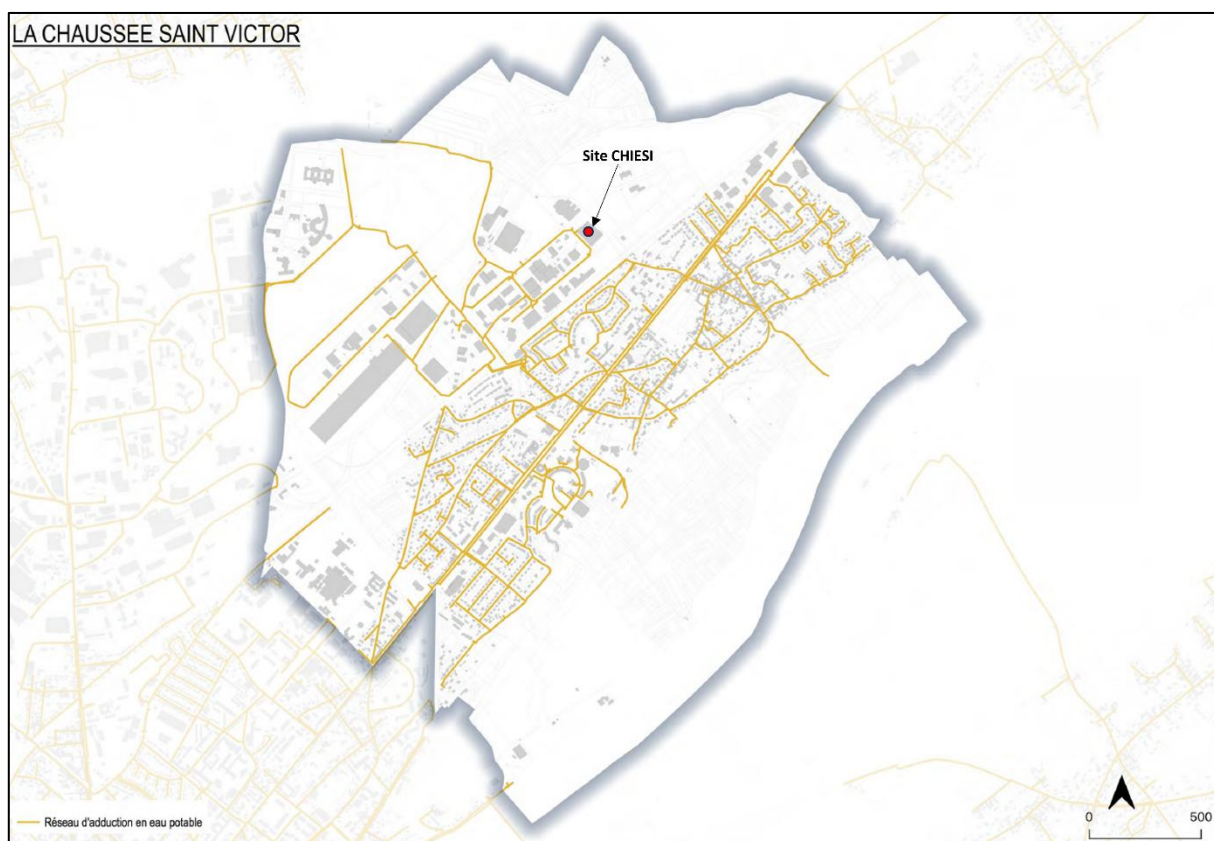 LA CHAUSSEE SAINT VICTOR
Site CHIESI
Réseau d'adduction en eau potable
0 500